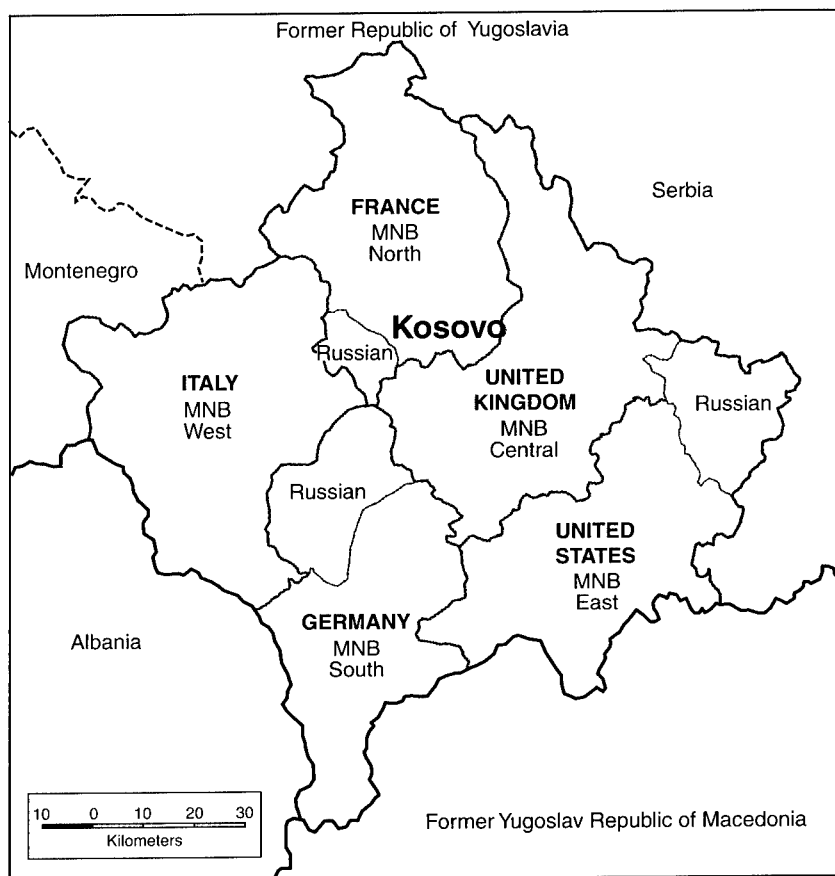 Former Republic of Yugoslavia
Serbia
FRANCE
MNB
North
Montenegro
Kosovo
Russian
ITALY
MNB
West
UNITED
KINGDOM
MNB
Central
Russian
Russian
UNITED
STATES
MNB
East
GERMANY
MNB
South
Albania
10 0 10 20 30
Kilometers
Former Yugoslav Republic of Macedonia